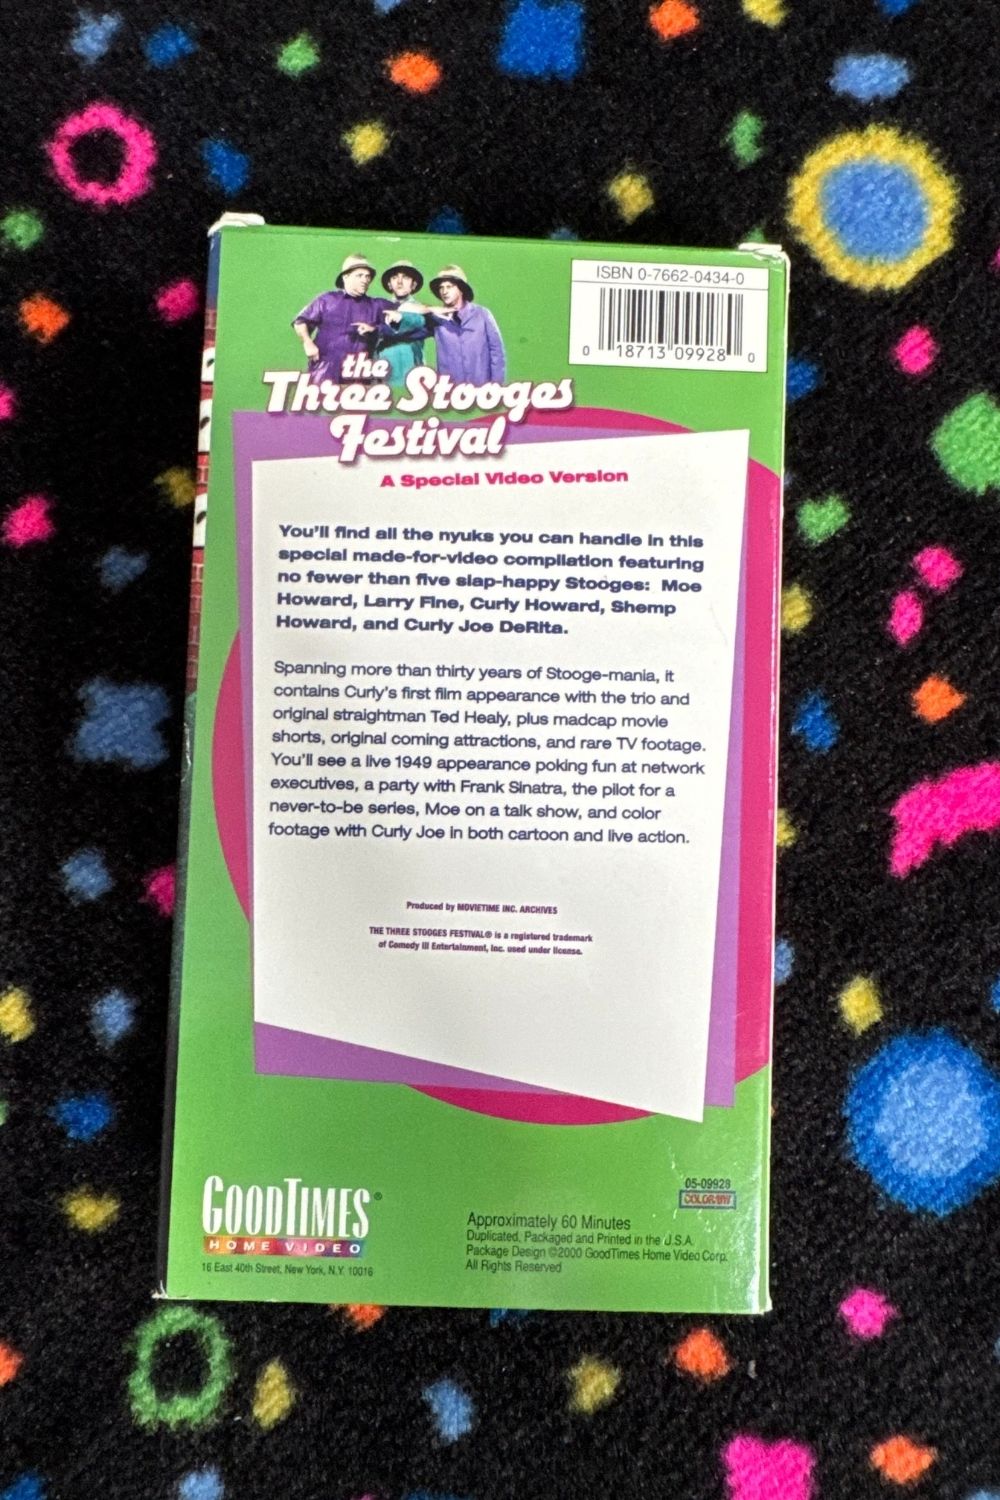 ISBN 0-7662-0434-0
0 18713 09928 0
the
Three Stooges
Festival
A Special Video Version
You'll find all the nyuks you can handle in this
special made-for-video compilation featuring
no fewer than five slap-happy Stooges: Moe
Howard, Larry Fine, Curly Howard, Shemp
Howard, and Curly Joe DeRita.
Spanning more than thirty years of Stooge-mania, it
contains Curly's first film appearance with the trio and
original straightman Ted Healy, plus madcap movie
shorts, original coming attractions, and rare TV footage.
You'll see a live 1949 appearance poking fun at network
executives, a party with Frank Sinatra, the pilot for a
never-to-be series, Moe on a talk show, and color
footage with Curly Joe in both cartoon and live action.
Produced by MOVIETIME INC. ARCHIVES
THE THREE STOOGES FESTIVAL® is a registered trademark
of Comedy III Entertainment, Inc. used under license.
GOODTIMES®
HOME VIDEO
16 East 40th Street, New York, N.Y. 10016
05-09928
COLOR/BW
Approximately 60 Minutes
Duplicated, Packaged and Printed in the U.S.A.
Package Design ©2000 GoodTimes Home Video Corp.
All Rights Reserved